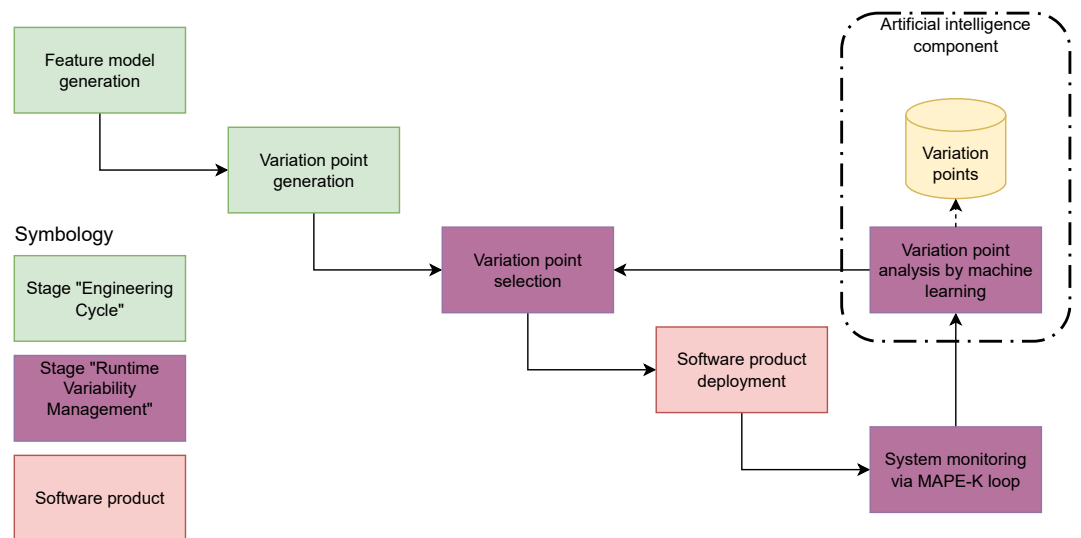 Artificial intelligence
component
Feature model
generation
Variation point
generation
Variation
points
Symbology
Variation point
selection
Variation point
analysis by machine
learning
Stage "Engineering
Cycle"
Software product
deployment
Stage "Runtime
Variability
Management"
System monitoring
via MAPE-K loop
Software product